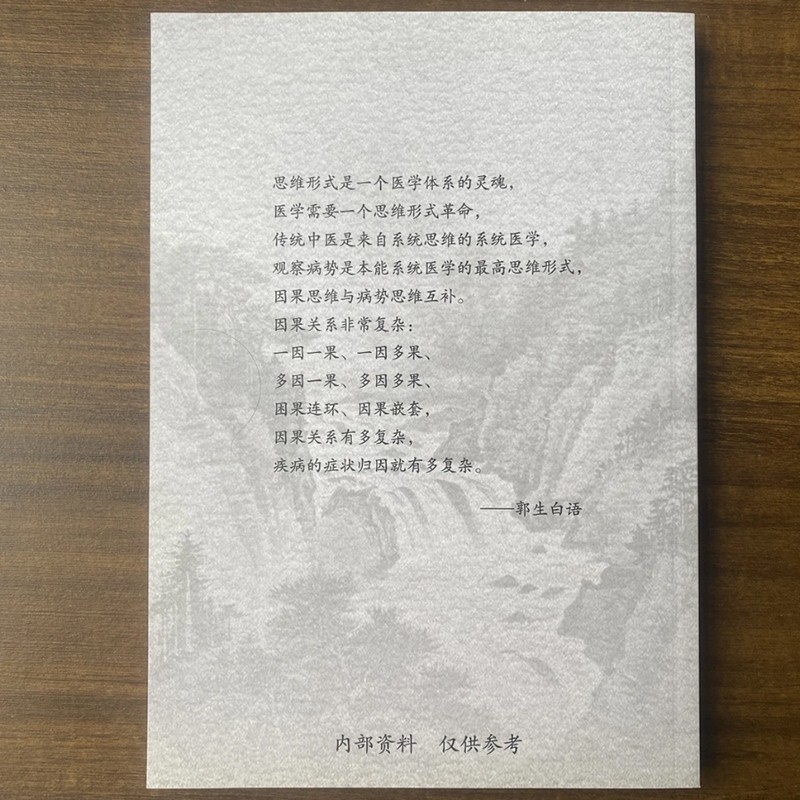 思维形式是一个医学体系的灵魂，
医学需要一个思维形式革命，
传统中医是来自系统思维的系统医学，
观察病势是本能系统医学的最高思维形式，
因果思维与病势思维互补。
因果关系非常复杂：
一因一果、一因多果、
多因一果、多因多果、
困果连环、因果嵌套，
因果关系有多复杂，
疾病的症状归因就有多复杂。
——郭生白语
内部资料 仅供参考